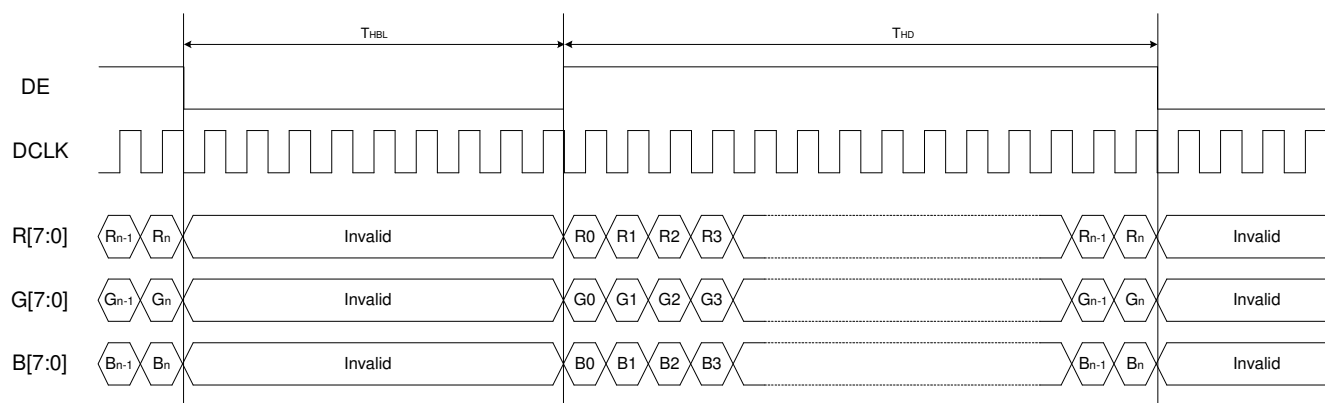 THBL THD
DE
DCLK
R[7:0] Rn-1 Rn Invalid R0 R1 R2 R3 Rn-1 Rn Invalid
G[7:0] Gn-1 Gn Invalid G0 G1 G2 G3 Gn-1 Gn Invalid
B[7:0] Bn-1 Bn Invalid B0 B1 B2 B3 Bn-1 Bn Invalid